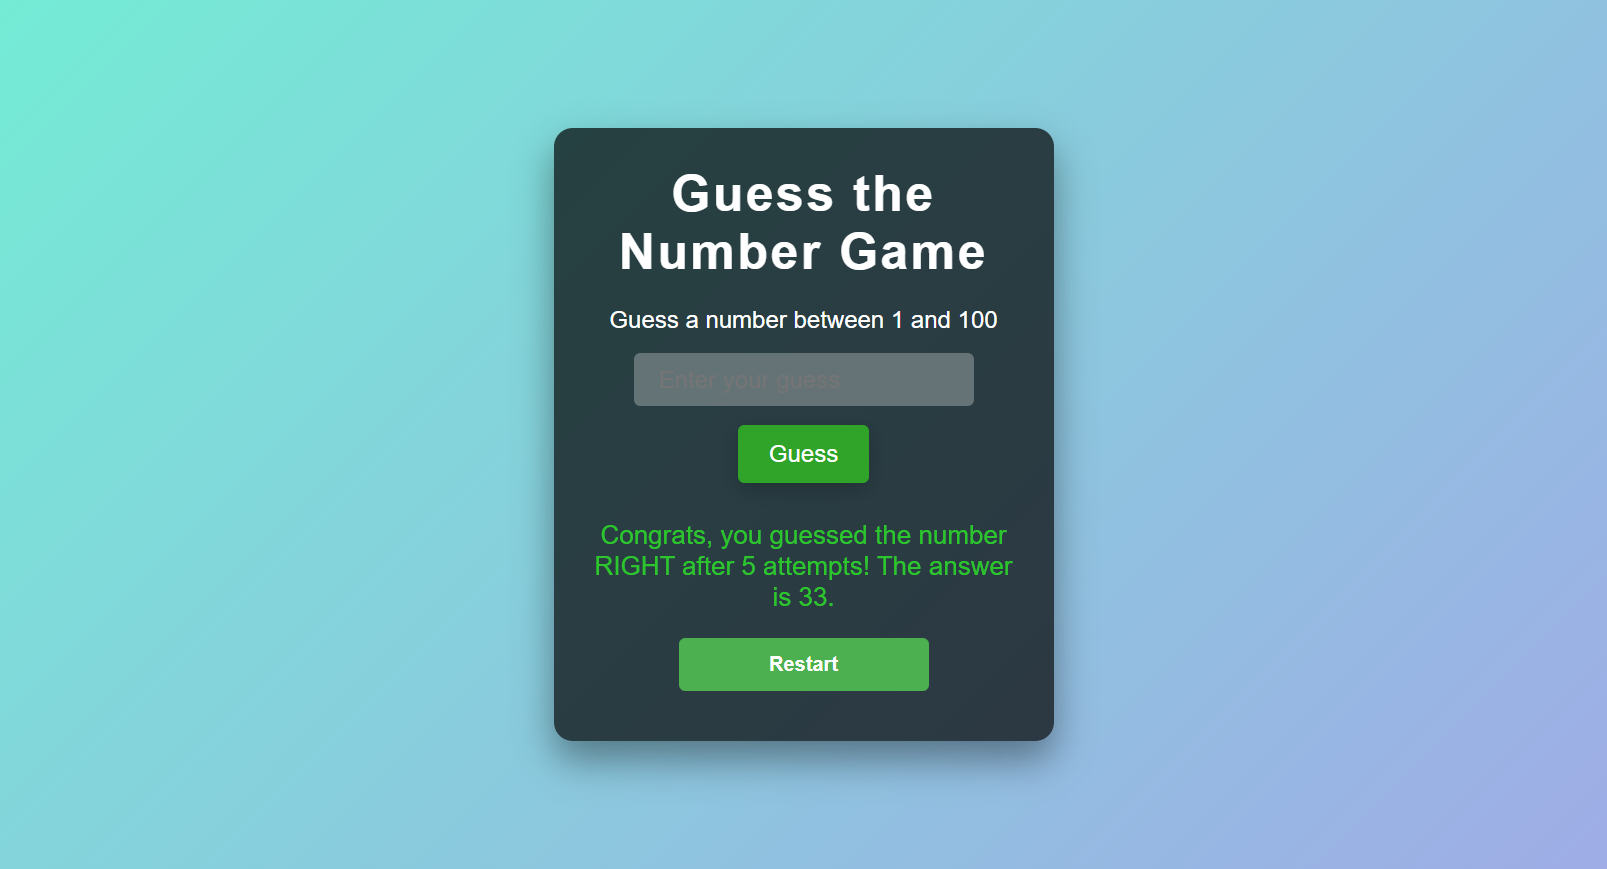 Guess the
Number Game
Guess a number between 1 and 100
Enter your guess
Guess
Congrats, you guessed the number
RIGHT after 5 attempts! The answer
is 33.
Restart